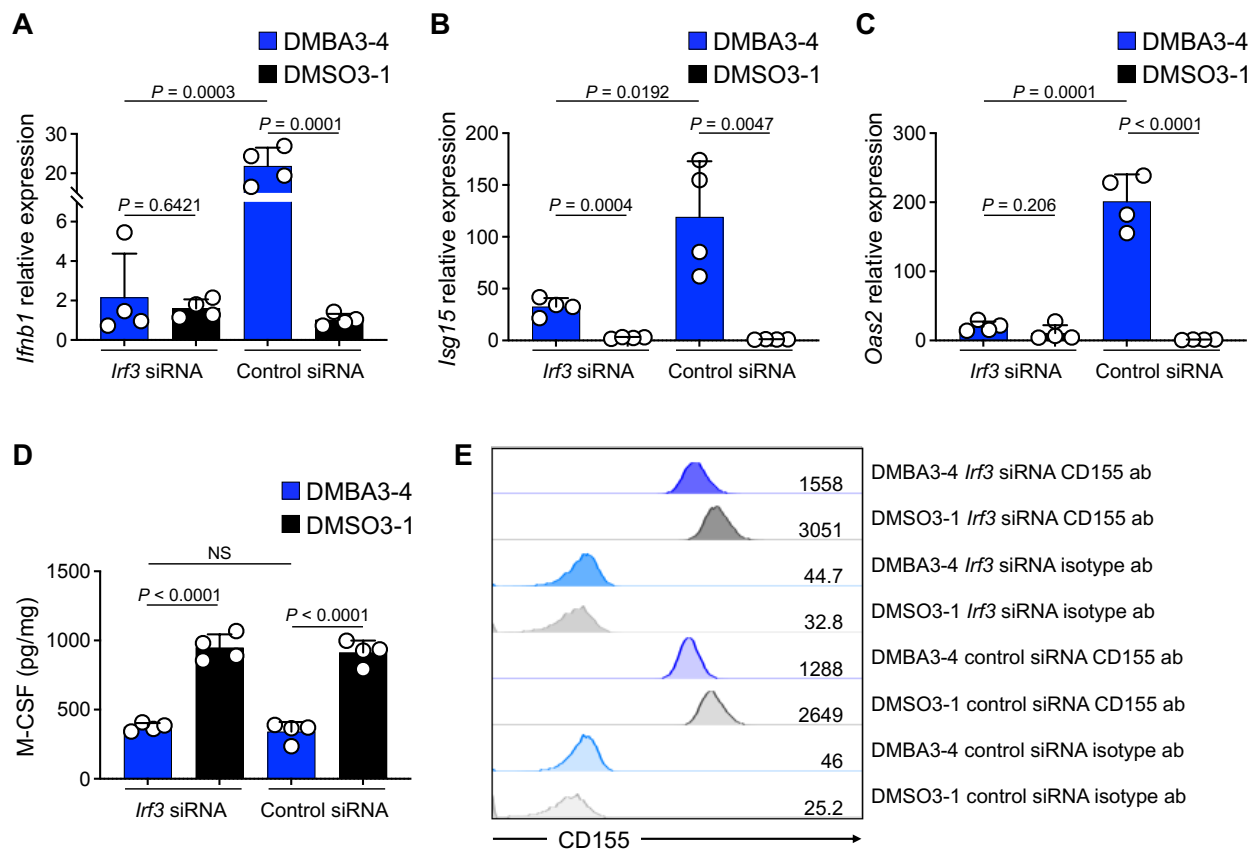 A
DMBA3-4
DMSO3-1
P = 0.0003
P = 0.0001
P = 0.6421
Ifnb1 relative expression
30
20
10
6
4
2
0
Irf3 siRNA
Control siRNA
B
DMBA3-4
DMSO3-1
P = 0.0192
P = 0.0047
P = 0.0004
Isg15 relative expression
200
150
100
50
0
Irf3 siRNA
Control siRNA
C
DMBA3-4
DMSO3-1
P = 0.0001
P < 0.0001
P = 0.206
Oas2 relative expression
300
200
100
0
Irf3 siRNA
Control siRNA
D
DMBA3-4
DMSO3-1
NS
P < 0.0001
P < 0.0001
M-CSF (pg/mg)
1500
1000
500
0
Irf3 siRNA
Control siRNA
E
1558 DMBA3-4 Irf3 siRNA CD155 ab
3051 DMSO3-1 Irf3 siRNA CD155 ab
44.7 DMBA3-4 Irf3 siRNA isotype ab
32.8 DMSO3-1 Irf3 siRNA isotype ab
1288 DMBA3-4 control siRNA CD155 ab
2649 DMSO3-1 control siRNA CD155 ab
46 DMBA3-4 control siRNA isotype ab
25.2 DMSO3-1 control siRNA isotype ab
CD155